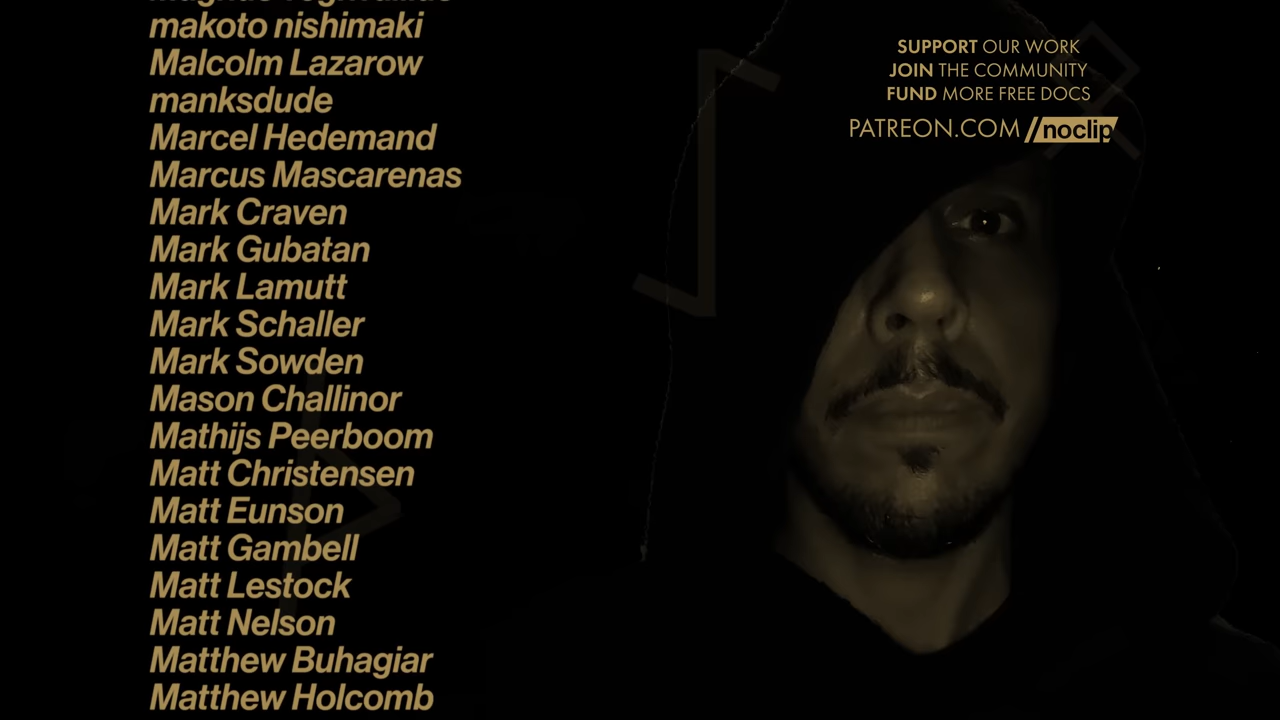 makoto nishimaki
Malcolm Lazarow
manksdude
Marcel Hedemand
Marcus Mascarenas
Mark Craven
Mark Gubatan
Mark Lamutt
Mark Schaller
Mark Sowden
Mason Challinor
Mathijs Peerboom
Matt Christensen
Matt Eunson
Matt Gambell
Matt Lestock
Matt Nelson
Matthew Buhagiar
Matthew Holcomb
SUPPORT OUR WORK
JOIN THE COMMUNITY
FUND MORE FREE DOCS
PATREON.COM/noclip